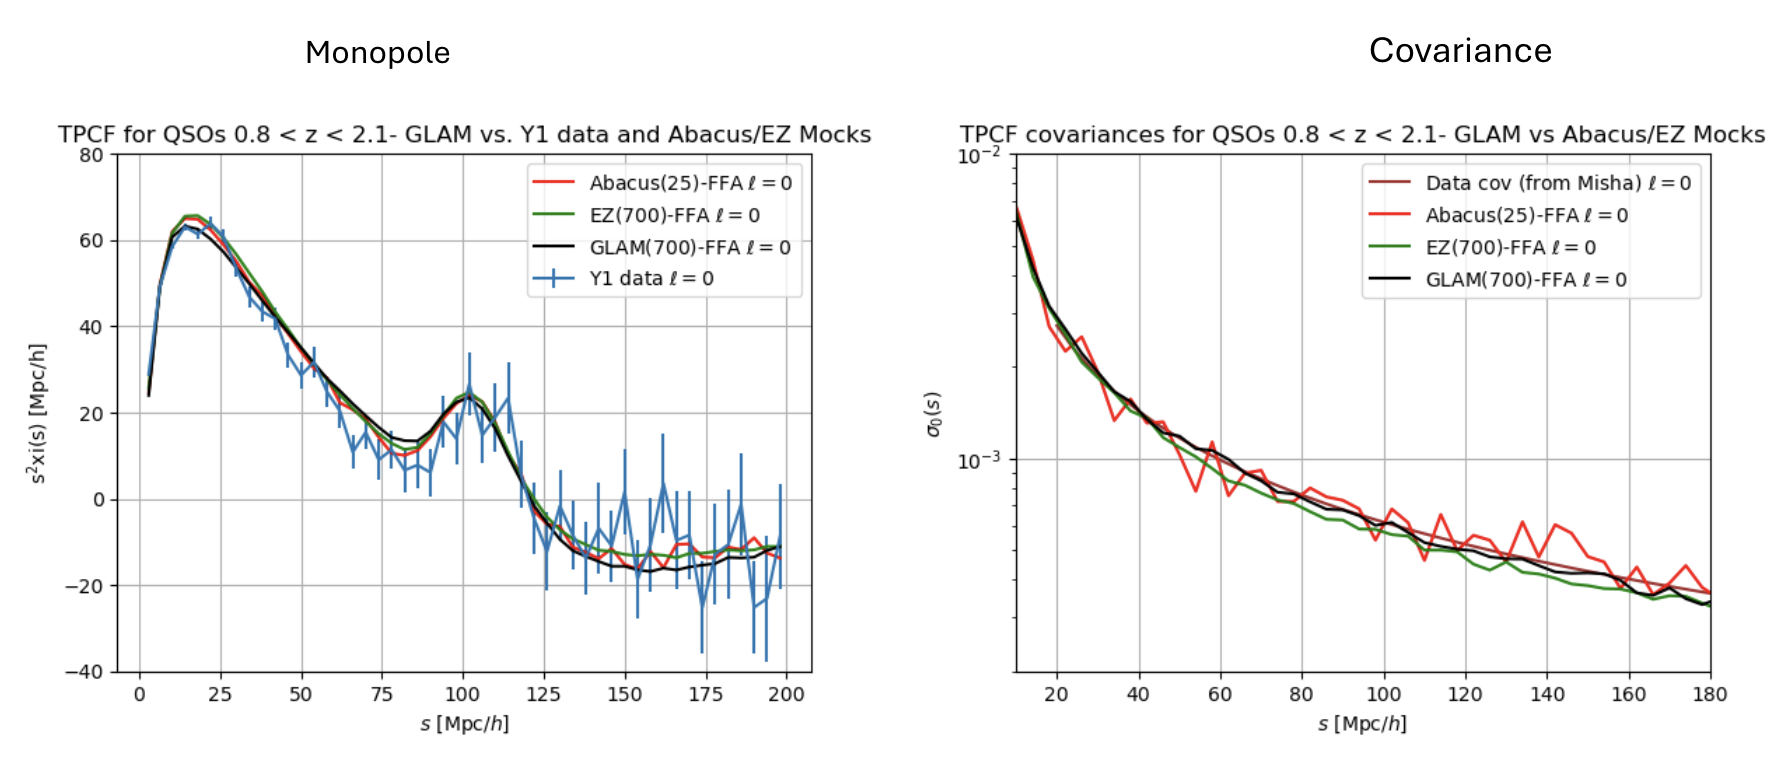 Monopole
Covariance
TPCF for QSOs 0.8 < z < 2.1- GLAM vs. Y1 data and Abacus/EZ Mocks
80
60
40
20
0
−20
−40
s²xi(s) [Mpc/h]
Abacus(25)-FFA ℓ = 0
EZ(700)-FFA ℓ = 0
GLAM(700)-FFA ℓ = 0
Y1 data ℓ = 0
0 25 50 75 100 125 150 175 200
s [Mpc/h]
TPCF covariances for QSOs 0.8 < z < 2.1- GLAM vs Abacus/EZ Mocks
10⁻²
10⁻³
σ₀(s)
Data cov (from Misha) ℓ = 0
Abacus(25)-FFA ℓ = 0
EZ(700)-FFA ℓ = 0
GLAM(700)-FFA ℓ = 0
20 40 60 80 100 120 140 160 180
s [Mpc/h]